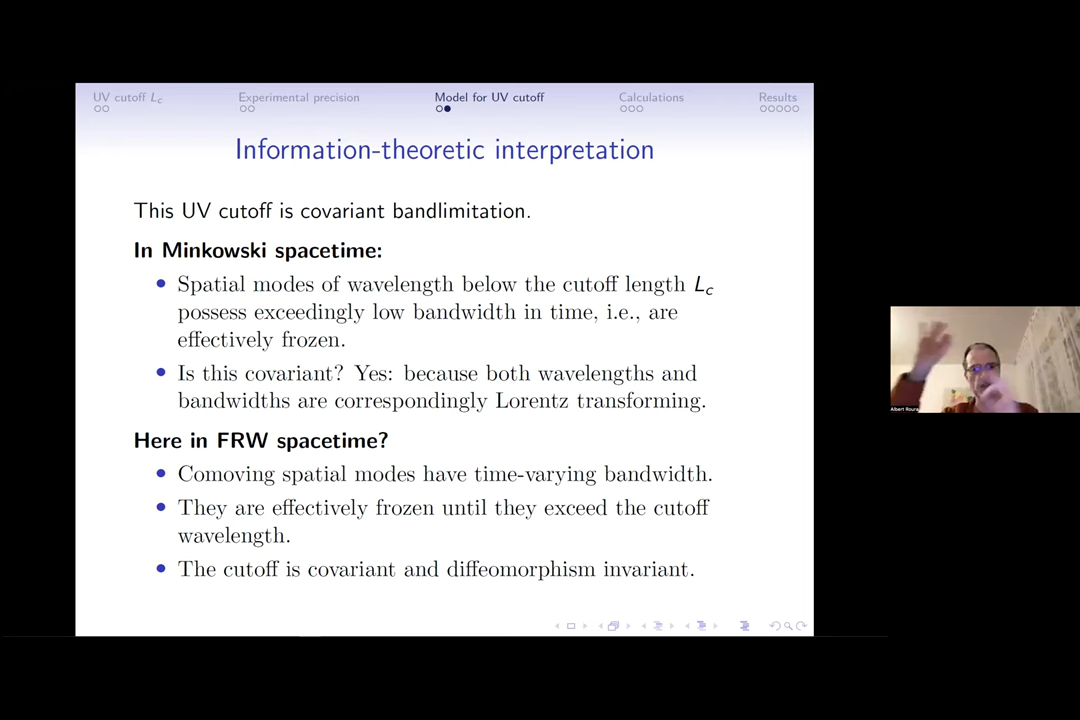 UV cutoff Lc Experimental precision Model for UV cutoff Calculations Results
Information-theoretic interpretation
This UV cutoff is covariant bandlimitation.
In Minkowski spacetime:
• Spatial modes of wavelength below the cutoff length Lc
possess exceedingly low bandwidth in time, i.e., are
effectively frozen.
• Is this covariant? Yes: because both wavelengths and
bandwidths are correspondingly Lorentz transforming.
Here in FRW spacetime?
• Comoving spatial modes have time-varying bandwidth.
• They are effectively frozen until they exceed the cutoff
wavelength.
• The cutoff is covariant and diffeomorphism invariant.
Albert Roura